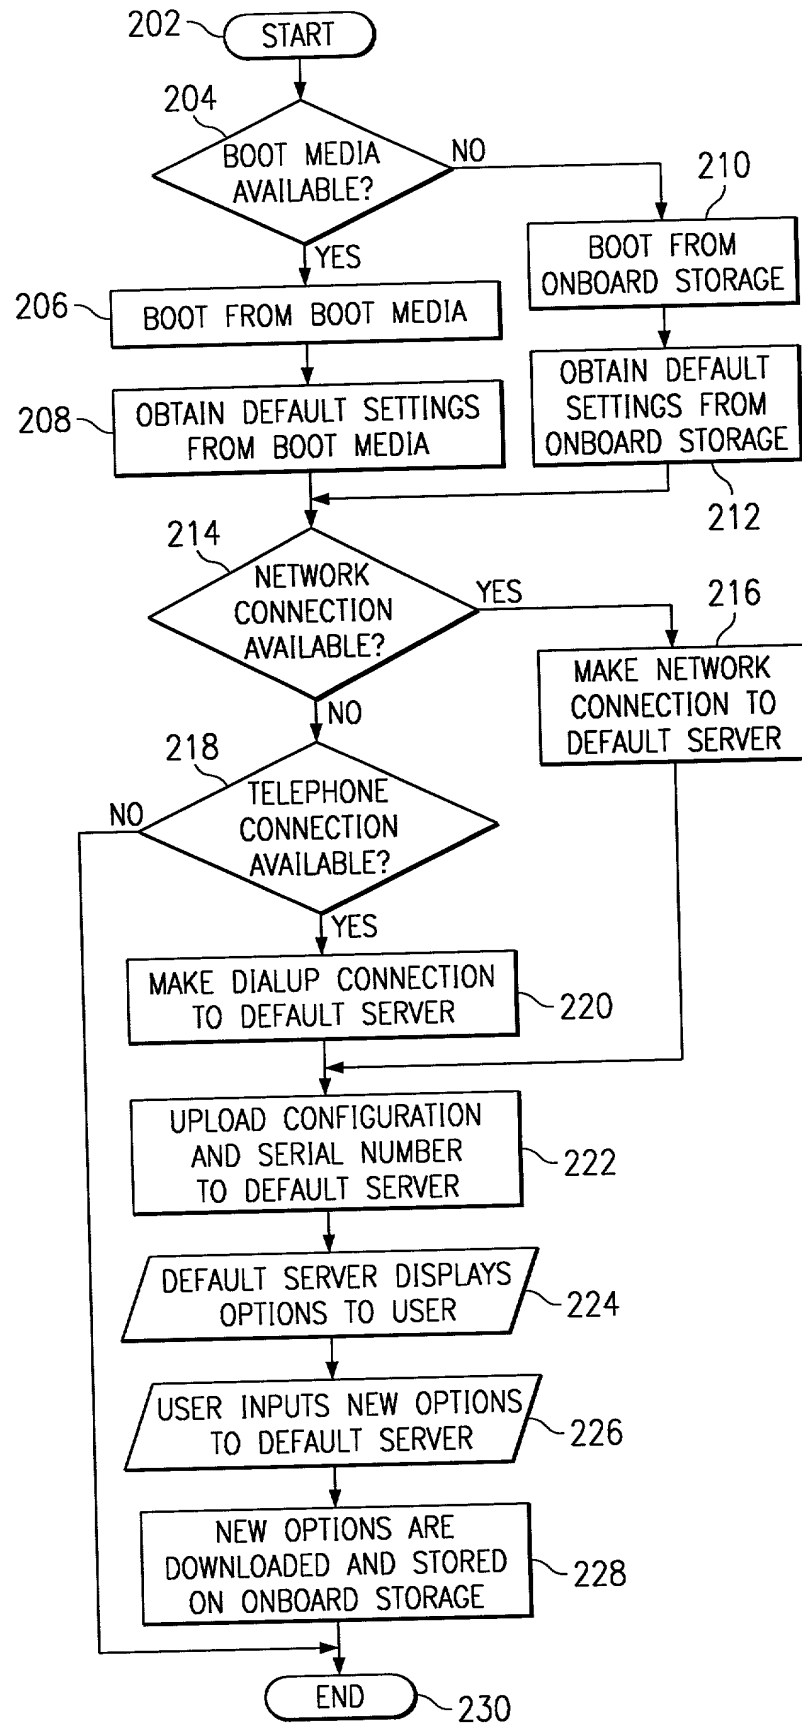 202
START
204
BOOT MEDIA
AVAILABLE?
NO
210
YES
BOOT FROM
ONBOARD STORAGE
206
BOOT FROM BOOT MEDIA
208
OBTAIN DEFAULT SETTINGS
FROM BOOT MEDIA
OBTAIN DEFAULT
SETTINGS FROM
ONBOARD STORAGE
212
214
NETWORK
CONNECTION
AVAILABLE?
YES
216
MAKE NETWORK
CONNECTION TO
DEFAULT SERVER
NO
218
TELEPHONE
CONNECTION
AVAILABLE?
NO
YES
MAKE DIALUP CONNECTION
TO DEFAULT SERVER
220
UPLOAD CONFIGURATION
AND SERIAL NUMBER
TO DEFAULT SERVER
222
DEFAULT SERVER DISPLAYS
OPTIONS TO USER
224
USER INPUTS NEW OPTIONS
TO DEFAULT SERVER
226
NEW OPTIONS ARE
DOWNLOADED AND STORED
ON ONBOARD STORAGE
228
END
230